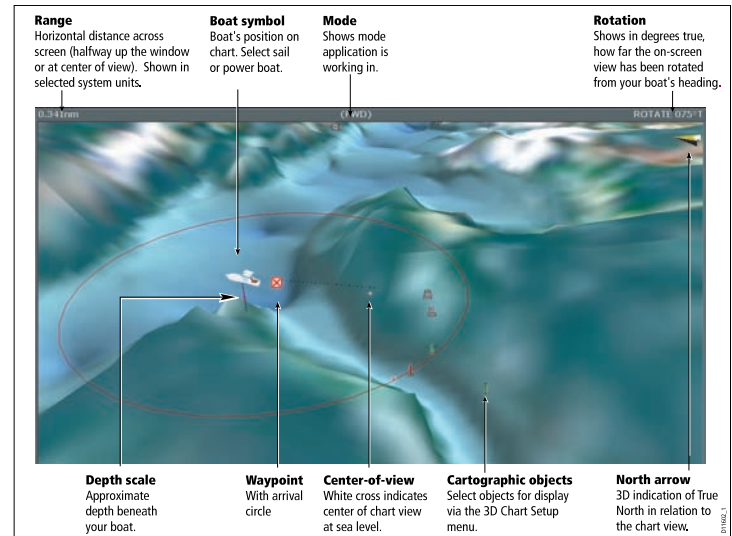 Range
Horizontal distance across
screen (halfway up the window
or at center of view). Shown in
selected system units.
Boat symbol
Boat's position on
chart. Select sail
or power boat.
Mode
Shows mode
application is
working in.
Rotation
Shows in degrees true,
how far the on-screen
view has been rotated
from your boat's heading.
0.341nm
(FWD)
ROTATE 075°T
Depth scale
Approximate
depth beneath
your boat.
Waypoint
With arrival
circle
Center-of-view
White cross indicates
center of chart view
at sea level.
Cartographic objects
Select objects for display
via the 3D Chart Setup
menu.
North arrow
3D indication of True
North in relation to
the chart view.
D11602_1